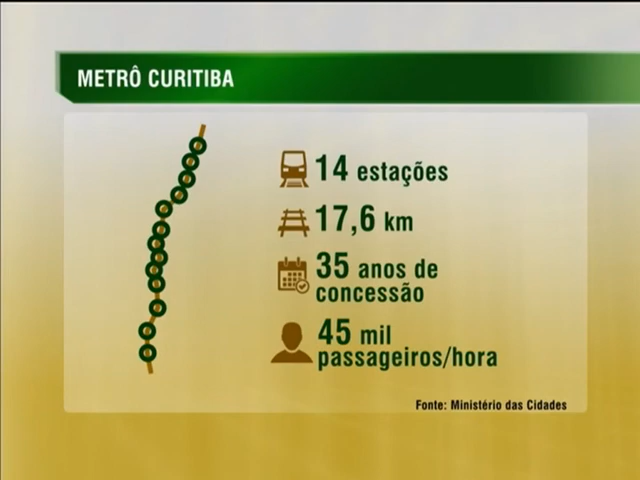 METRÔ CURITIBA
14 estações
17,6 km
35 anos de
concessão
45 mil
passageiros/hora
Fonte: Ministério das Cidades